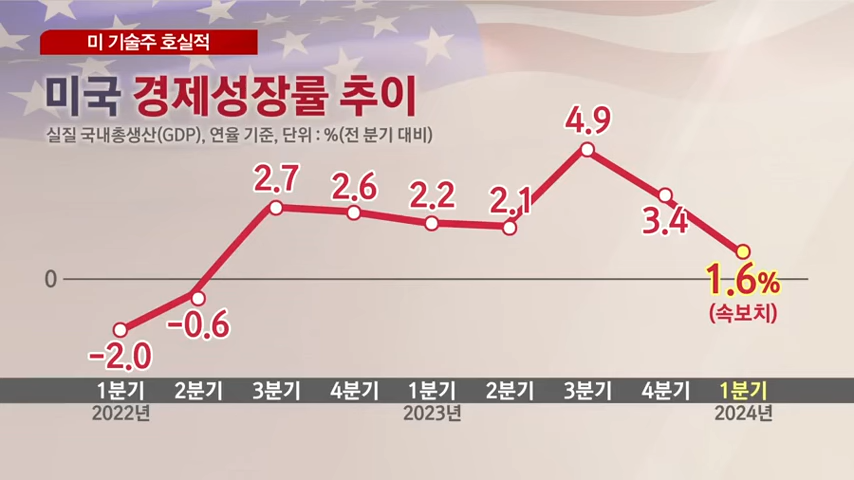 미 기술주 호실적
미국 경제성장률 추이
실질 국내총생산(GDP), 연율 기준, 단위 : %(전 분기 대비)
4.9
2.7
2.6
2.2
2.1
3.4
0
1.6%
(속보치)
-0.6
-2.0
1분기 2분기 3분기 4분기 1분기 2분기 3분기 4분기 1분기
2022년 2023년 2024년